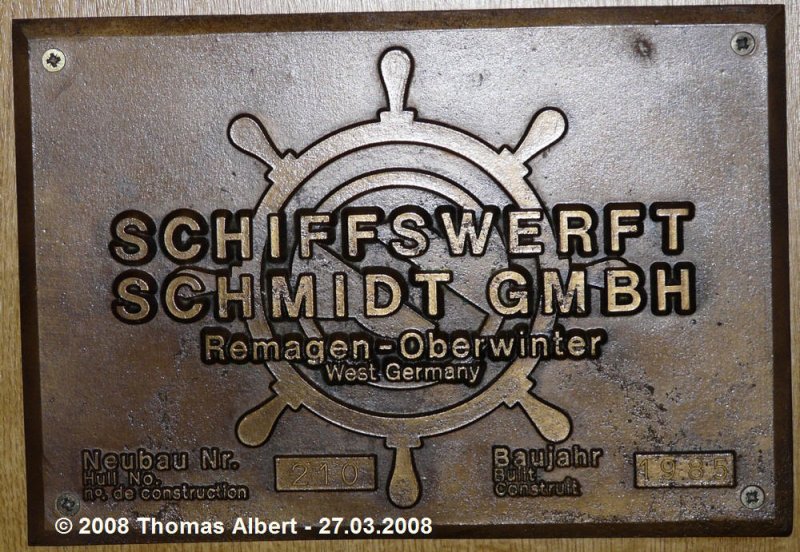 SCHIFFSWERFT
SCHMIDT GMBH
Remagen-Oberwinter
West Germany
Neubau Nr.
Hull No.
no. de construction
210
Baujahr
Built
Construit
1985
© 2008 Thomas Albert - 27.03.2008